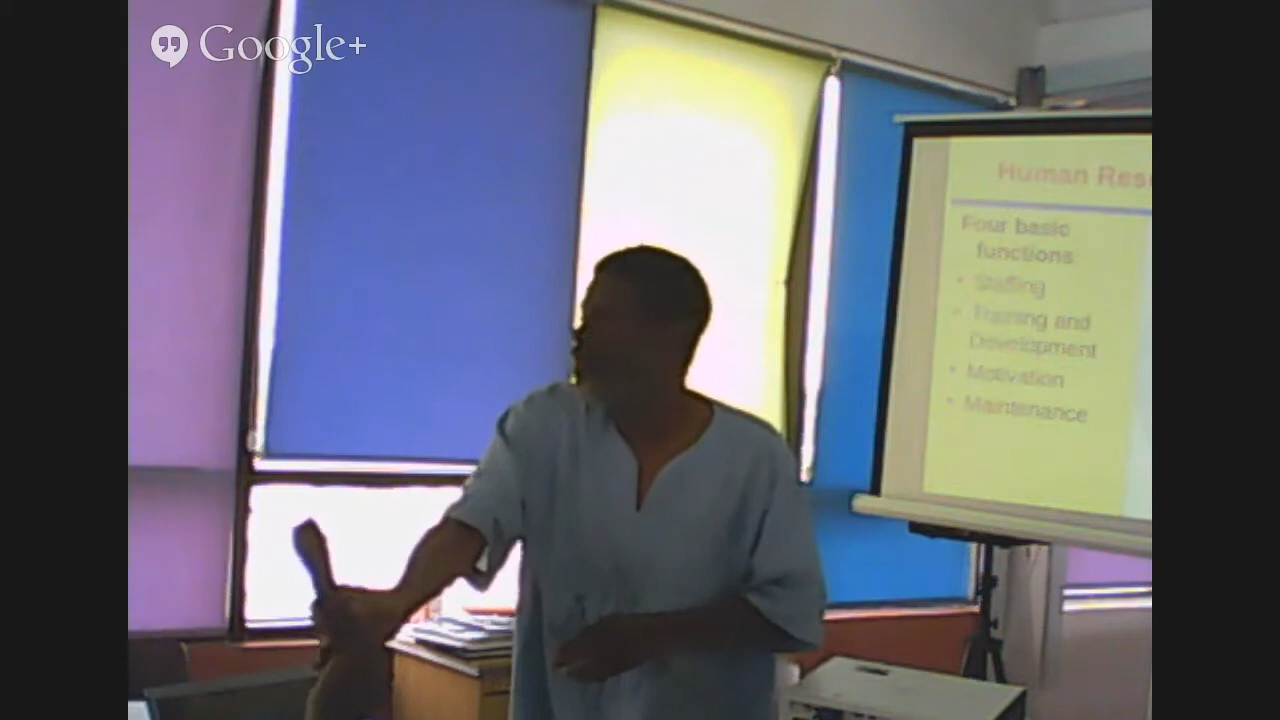 Google+
Human Res
Four basic
functions
• Staffing
• Training and
Development
• Motivation
• Maintenance